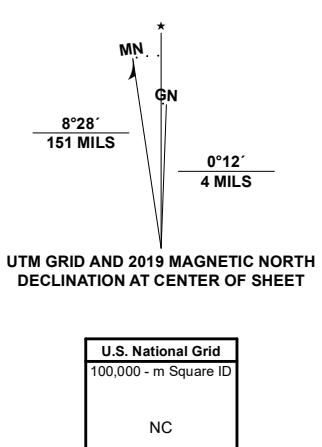 ★
MN
GN
8°28´
151 MILS
0°12´
4 MILS
UTM GRID AND 2019 MAGNETIC NORTH
DECLINATION AT CENTER OF SHEET
U.S. National Grid
100,000 - m Square ID
NC